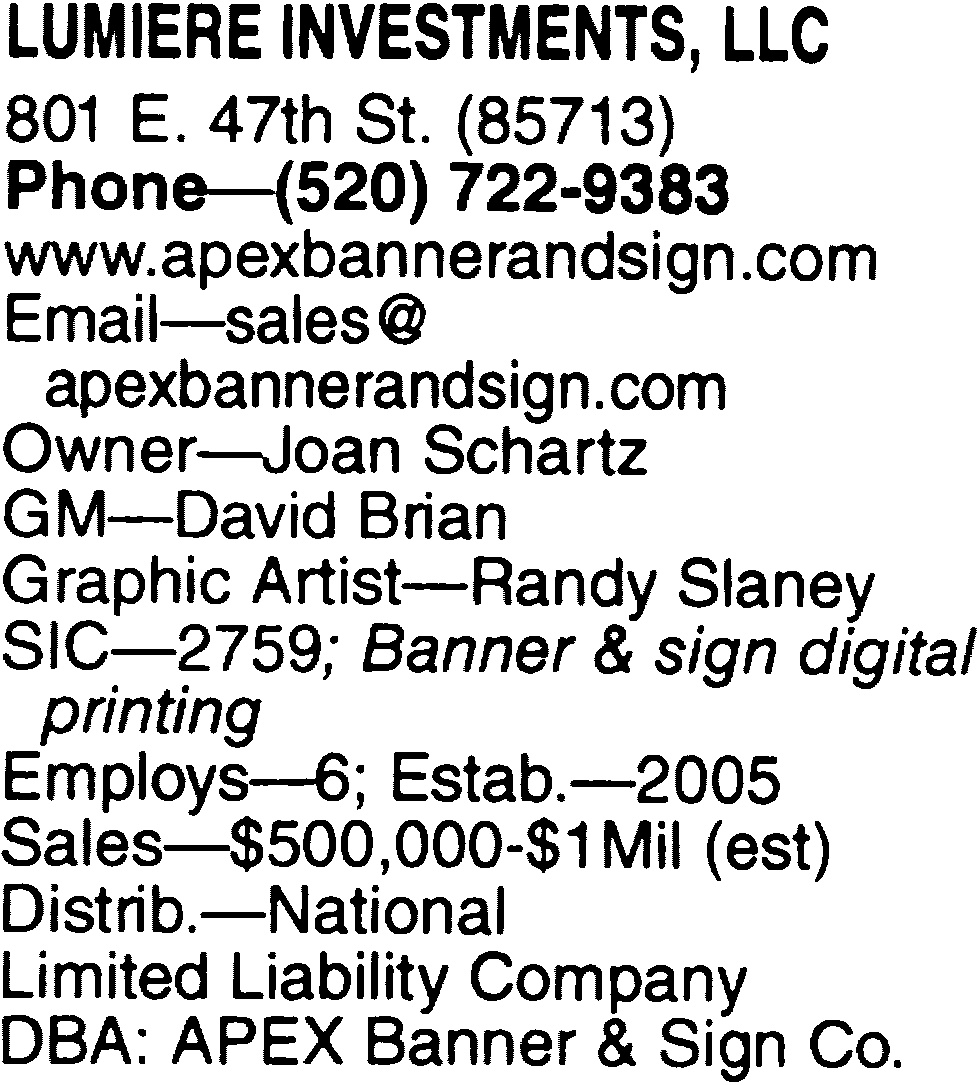 LUMIERE INVESTMENTS, LLC
801 E. 47th St. (85713)
Phone—(520) 722-9383
www.apexbannerandsign.com
Email—sales@
apexbannerandsign.com
Owner—Joan Schartz
GM—David Brian
Graphic Artist—Randy Slaney
SIC—2759; Banner & sign digital
printing
Employs—6; Estab.—2005
Sales—$500,000-$1Mil (est)
Distrib.—National
Limited Liability Company
DBA: APEX Banner & Sign Co.